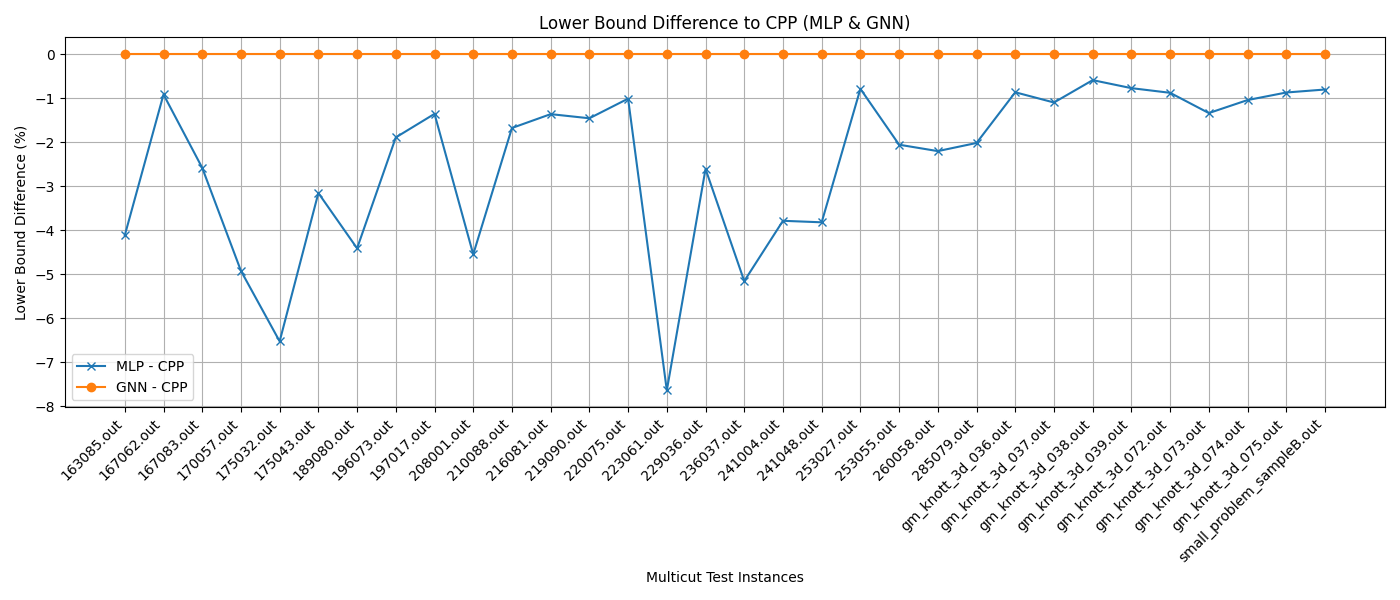 Lower Bound Difference to CPP (MLP & GNN)
Lower Bound Difference (%)
0
−1
−2
−3
−4
−5
−6
−7
−8
MLP - CPP
GNN - CPP
163085.out
167062.out
167083.out
170057.out
175032.out
175043.out
189080.out
196073.out
197017.out
208001.out
210088.out
216081.out
219090.out
220075.out
223061.out
229036.out
236037.out
241004.out
241048.out
253027.out
253055.out
260058.out
285079.out
gm_knott_3d_036.out
gm_knott_3d_037.out
gm_knott_3d_038.out
gm_knott_3d_039.out
gm_knott_3d_072.out
gm_knott_3d_073.out
gm_knott_3d_074.out
gm_knott_3d_075.out
small_problem_sampleB.out
Multicut Test Instances